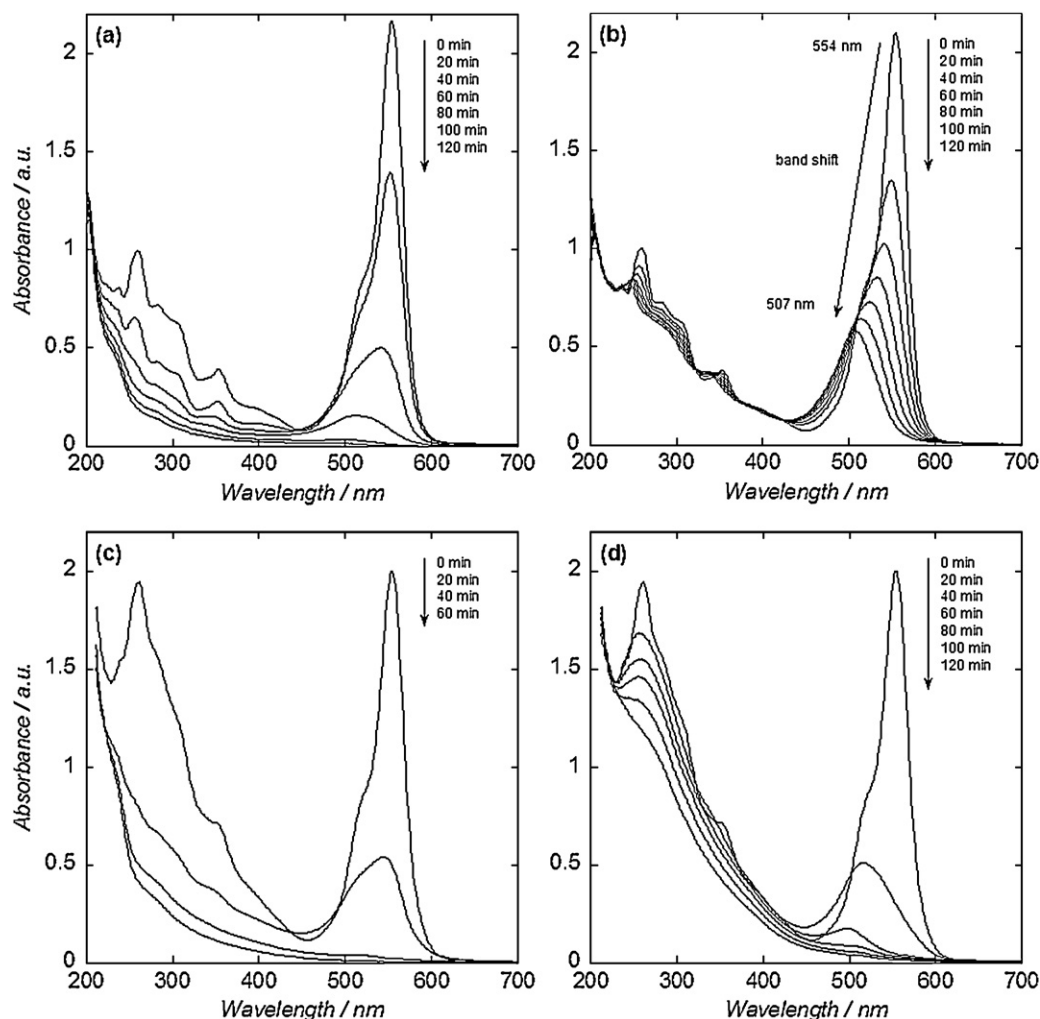 (a)
0 min
20 min
40 min
60 min
80 min
100 min
120 min
2
1.5
1
0.5
0
Absorbance / a.u.
200 300 400 500 600 700
Wavelength / nm
(b)
554 nm
0 min
20 min
40 min
60 min
80 min
100 min
120 min
band shift
507 nm
2
1.5
1
0.5
0
200 300 400 500 600 700
Wavelength / nm
(c)
0 min
20 min
40 min
60 min
2
1.5
1
0.5
0
Absorbance / a.u.
200 300 400 500 600 700
Wavelength / nm
(d)
0 min
20 min
40 min
60 min
80 min
100 min
120 min
2
1.5
1
0.5
0
200 300 400 500 600 700
Wavelength / nm